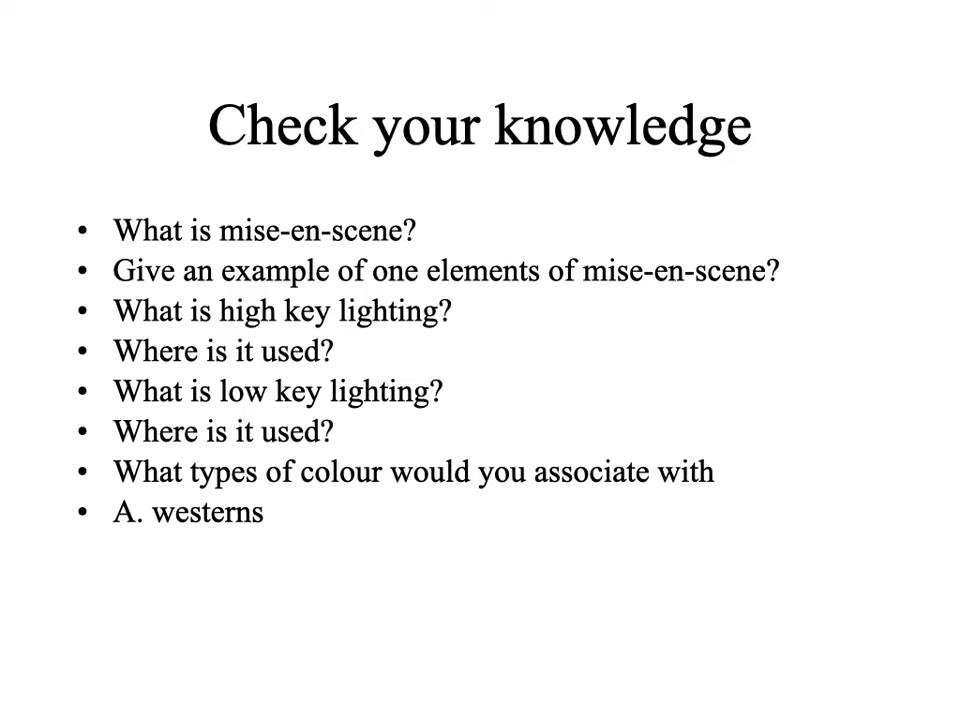 Check your knowledge
• What is mise-en-scene?
• Give an example of one elements of mise-en-scene?
• What is high key lighting?
• Where is it used?
• What is low key lighting?
• Where is it used?
• What types of colour would you associate with
• A. westerns